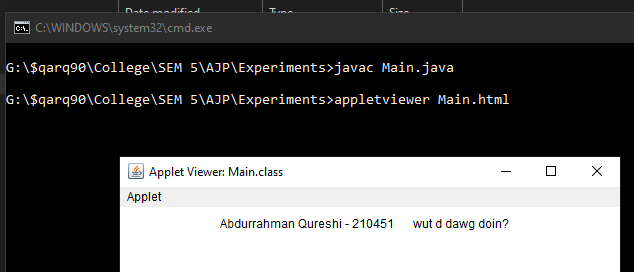 Date modified Type Size
C:\WINDOWS\system32\cmd.exe
G:\$qarq90\College\SEM 5\AJP\Experiments>javac Main.java
G:\$qarq90\College\SEM 5\AJP\Experiments>appletviewer Main.html
Applet Viewer: Main.class
Applet
Abdurrahman Qureshi - 210451 wut d dawg doin?